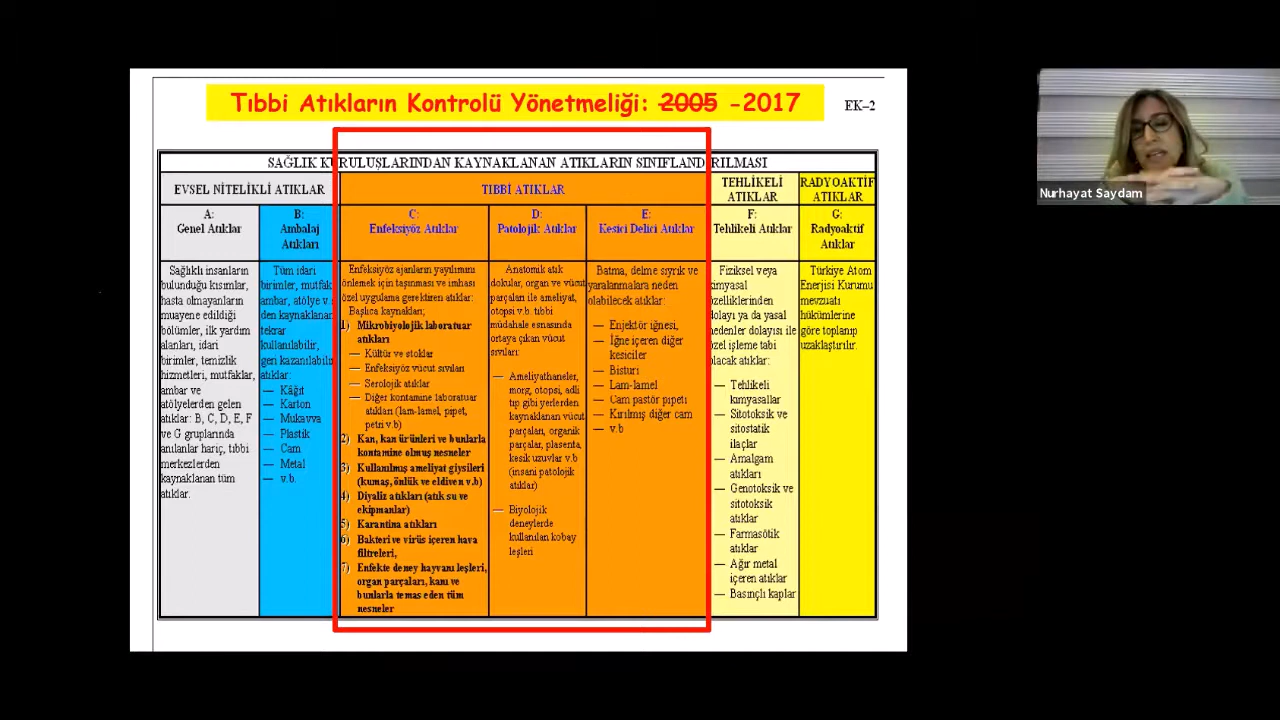 Tıbbi Atıkların Kontrolü Yönetmeliği: 2005 -2017
EK-2
SAĞLIK KURULUŞLARINDAN KAYNAKLANAN ATIKLARIN SINIFLANDIRILMASI
EVSEL NİTELİKLİ ATIKLAR
TIBBİ ATIKLAR
TEHLİKELİ
ATIKLAR
RADYOAKTİF
ATIKLAR
A:
Genel Atıklar
B:
Ambalaj
Atıkları
C:
Enfeksiyöz Atıklar
D:
Patolojik Atıklar
E:
Kesici Delici Atıklar
F:
Tehlikeli Atıklar
G:
Radyoaktif
Atıklar
Sağlıklı insanların
bulunduğu kısımlar,
hasta olmayanların
muayene edildiği
bölümler, ilk yardım
alanları, idari
birimler, temizlik
hizmetleri, mutfaklar,
ambar ve
atölyelerden gelen
atıklar: B, C, D, E, F
ve G gruplarında
anılanlar hariç, tıbbi
merkezlerden
kaynaklanan tüm
atıklar.
Tüm idari
birimler, mutfak
ambar, atölye v.s
den kaynaklanan
tekrar
kullanılabilir,
geri kazanılabilir
atıklar:
— Kâğıt
— Karton
— Mukavva
— Plastik
— Cam
— Metal
— v.b.
Enfeksiyöz ajanların yayılımını
önlemek için taşınması ve imhası
özel uygulama gerektiren atıklar:
Başlıca kaynakları;
1) Mikrobiyolojik laboratuar
atıkları
— Kültür ve stoklar
— Enfeksiyöz vücut sıvıları
— Serolojik atıklar
— Diğer kontamine laboratuar
atıkları (lam-lamel, pipet,
petri v.b)
2) Kan, kan ürünleri ve bunlarla
kontamine olmuş nesneler
3) Kullanılmış ameliyat giysileri
(kumaş, önlük ve eldiven v.b)
4) Diyaliz atıkları (atık su ve
ekipmanlar)
5) Karantina atıkları
6) Bakteri ve virüs içeren hava
filtreleri,
7) Enfekte deney hayvanı leşleri,
organ parçaları, kanı ve
bunlarla temas eden tüm
nesneler
Anatomik atık
dokular, organ ve vücut
parçaları ile ameliyat,
otopsi v.b. tıbbi
müdahale esnasında
ortaya çıkan vücut
sıvıları:
— Ameliyathaneler,
morg, otopsi, adli
tıp gibi yerlerden
kaynaklanan vücut
parçaları, organik
parçalar, plasenta,
kesik uzuvlar v.b
(insani patolojik
atıklar)
— Biyolojik
deneylerde
kullanılan kobay
leşleri
Batma, delme sıyrık ve
yaralanmalara neden
olabilecek atıklar:
— Enjektör iğnesi,
— İğne içeren diğer
kesiciler
— Bisturi
— Lam-lamel
— Cam pastör pipeti
— Kırılmış diğer cam
— v.b
Fiziksel veya
kimyasal
özelliklerinden
dolayı ya da yasal
nedenler dolayısı ile
özel işleme tabi
olacak atıklar:
— Tehlikeli
kimyasallar
— Sitotoksik ve
sitostatik
ilaçlar
— Amalgam
atıkları
— Genotoksik ve
sitotoksik
atıklar
— Farmasötik
atıklar
— Ağır metal
içeren atıklar
— Basınçlı kaplar
Türkiye Atom
Enerjisi Kurumu
mevzuatı
hükümlerine
göre toplanıp
uzaklaştırılır.
Nurhayat Saydam